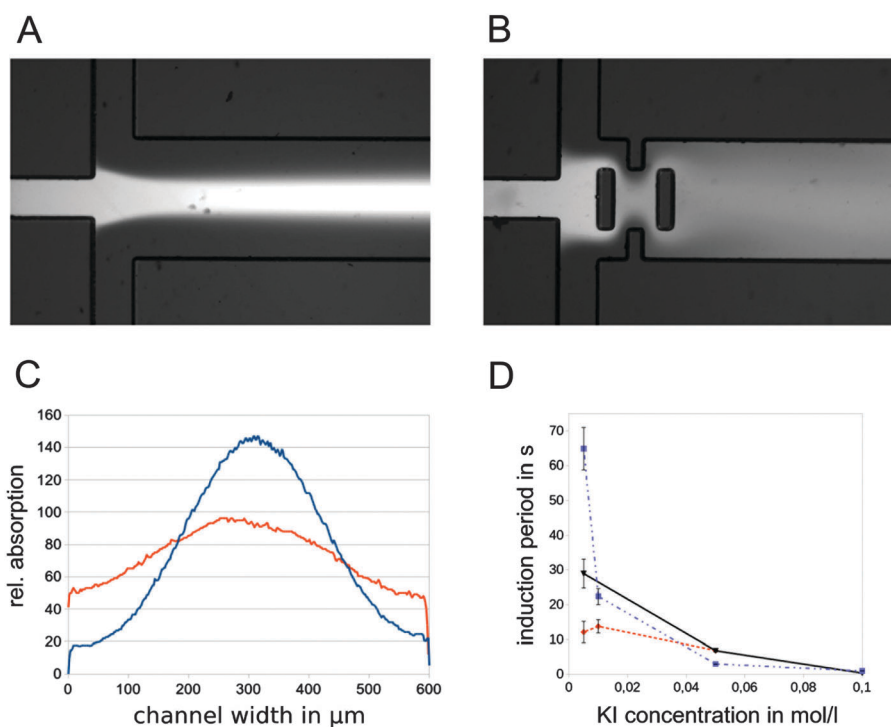 A
B
C
160
140
120
100
80
60
40
20
0
rel. absorption
0 100 200 300 400 500 600
channel width in µm
D
70
60
50
40
30
20
10
0
induction period in s
0 0,02 0,04 0,06 0,08 0,1
KI concentration in mol/l